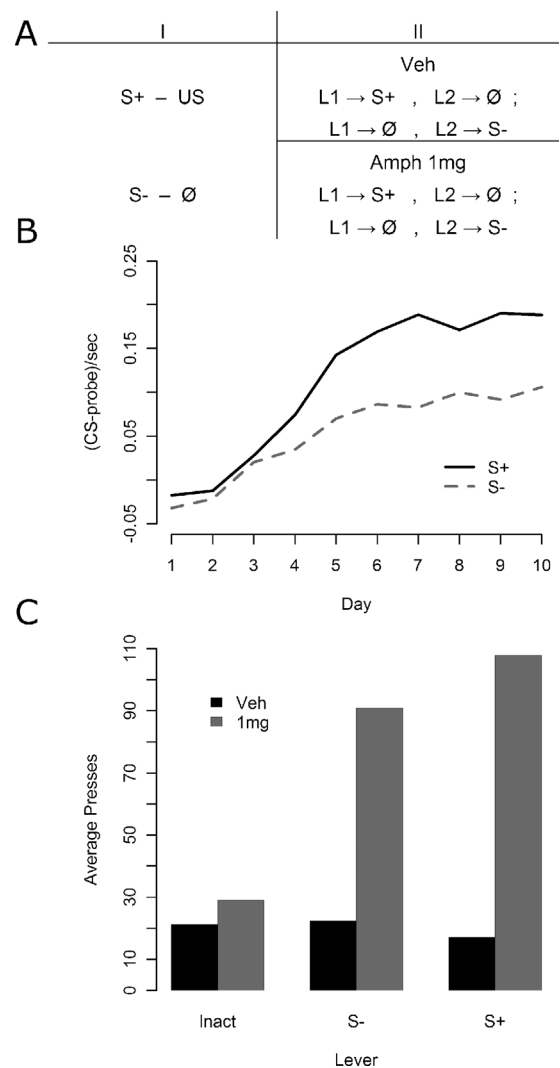 A
I II
Veh
S+ – US L1 → S+ , L2 → Ø ;
L1 → Ø , L2 → S-
Amph 1mg
S- – Ø L1 → S+ , L2 → Ø ;
L1 → Ø , L2 → S-
B
0.25
0.15
0.05
-0.05
(CS-probe)/sec
S+
S-
1 2 3 4 5 6 7 8 9 10
Day
C
110
90
70
50
30
10
0
Average Presses
Veh
1mg
Inact S- S+
Lever